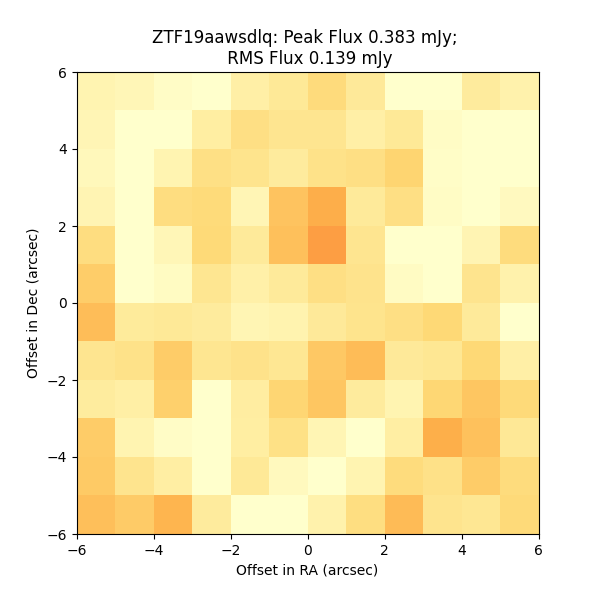 ZTF19aawsdlq: Peak Flux 0.383 mJy;
RMS Flux 0.139 mJy
6
4
2
0
−2
−4
−6
Offset in Dec (arcsec)
−6 −4 −2 0 2 4 6
Offset in RA (arcsec)